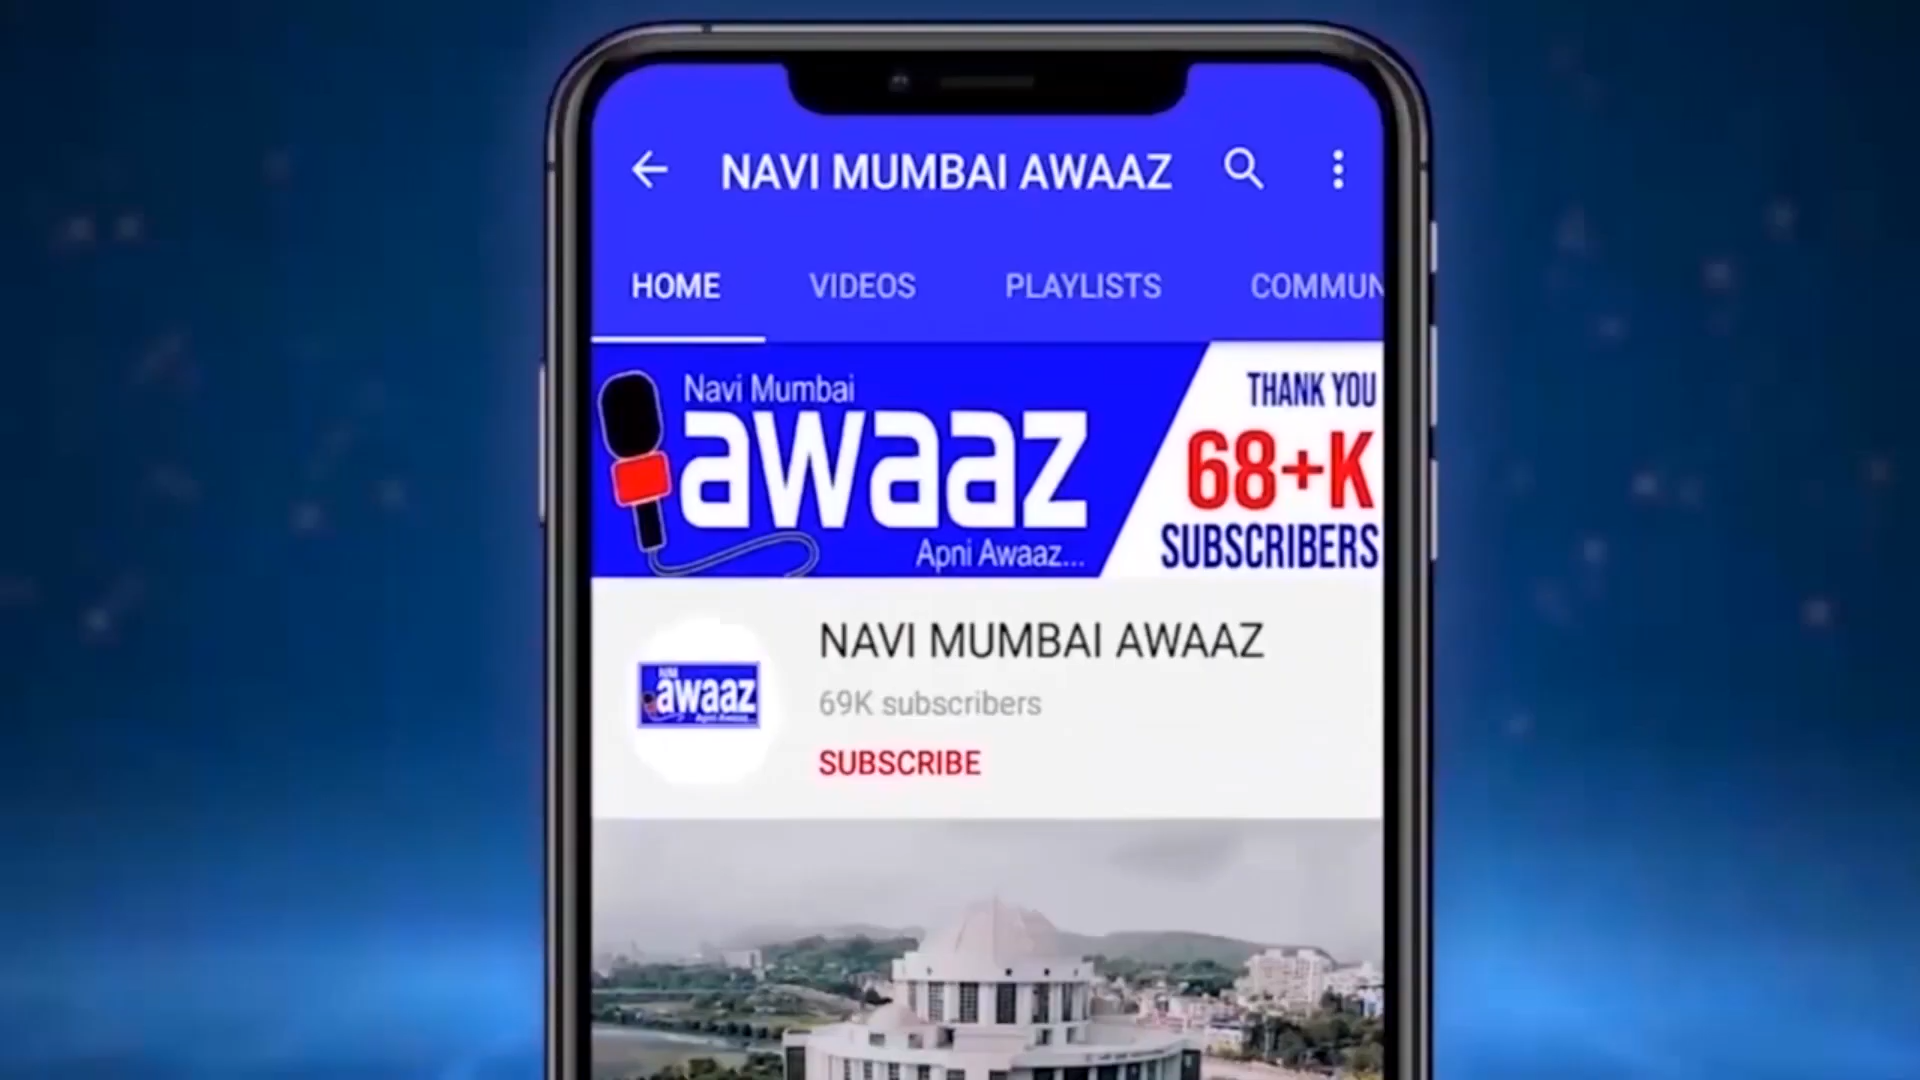 NAVI MUMBAI AWAAZ
HOME VIDEOS PLAYLISTS COMMUN
Navi Mumbai
awaaz
Apni Awaaz...
THANK YOU
68+K
SUBSCRIBERS
NAVI MUMBAI AWAAZ
69K subscribers
SUBSCRIBE
awaaz